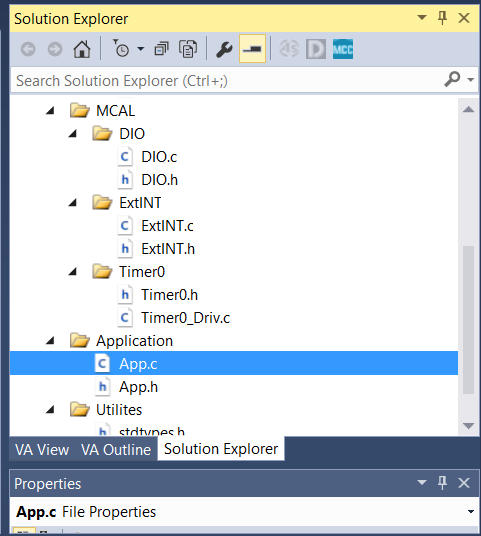 Solution Explorer
MCC
Search Solution Explorer (Ctrl+;)
MCAL
DIO
C DIO.c
h DIO.h
ExtINT
C ExtINT.c
h ExtINT.h
Timer0
h Timer0.h
C Timer0_Driv.c
Application
C App.c
h App.h
Utilites
h stdtypes.h
VA View VA Outline Solution Explorer
Properties
App.c File Properties